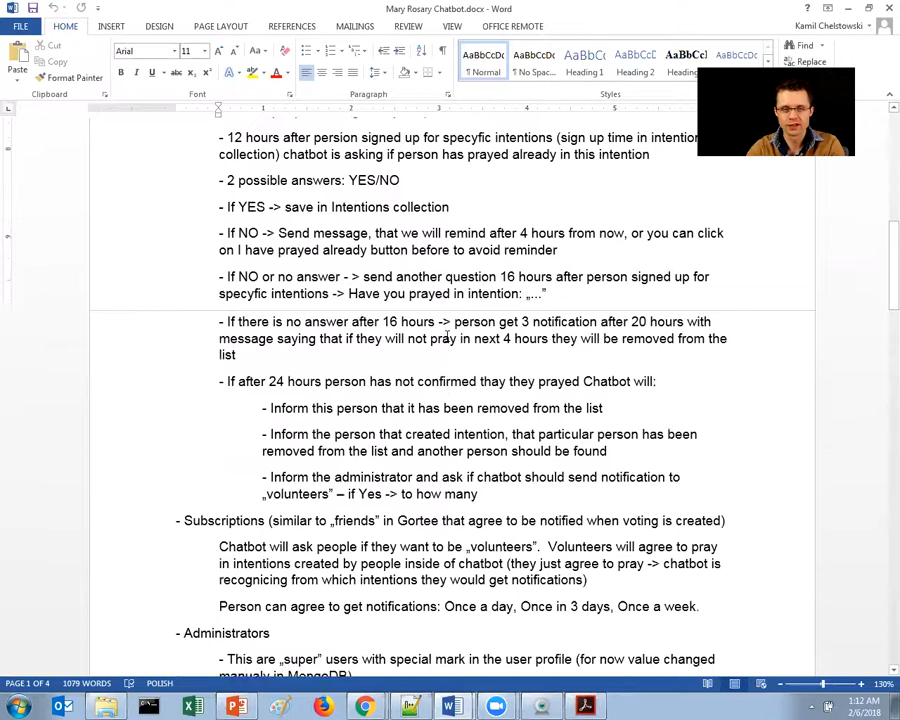 Mary Rosary Chatbot.docx - Word
FILE HOME INSERT DESIGN PAGE LAYOUT REFERENCES MAILINGS REVIEW VIEW OFFICE REMOTE
Kamil Chelstowski
Paste
Cut
Copy
Format Painter
Clipboard
Arial 11
Font
Paragraph
AaBbCcDc AaBbCcDc AaBbCc AaBbCcC AaBbCcl AaBbCcDc
¶ Normal ¶ No Spac... Heading 1 Heading 2 Heading
Styles
Find
Replace
1 2 3 4 5
- 12 hours after persion signed up for specyfic intentions (sign up time in intention
collection) chatbot is asking if person has prayed already in this intention
- 2 possible answers: YES/NO
- If YES -> save in Intentions collection
- If NO -> Send message, that we will remind after 4 hours from now, or you can click
on I have prayed already button before to avoid reminder
- If NO or no answer - > send another question 16 hours after person signed up for
specyfic intentions -> Have you prayed in intention: „..."
- If there is no answer after 16 hours -> person get 3 notification after 20 hours with
message saying that if they will not pray in next 4 hours they will be removed from the
list
- If after 24 hours person has not confirmed thay they prayed Chatbot will:
- Inform this person that it has been removed from the list
- Inform the person that created intention, that particular person has been
removed from the list and another person should be found
- Inform the administrator and ask if chatbot should send notification to
„volunteers" – if Yes -> to how many
- Subscriptions (similar to „friends" in Gortee that agree to be notified when voting is created)
Chatbot will ask people if they want to be „volunteers".  Volunteers will agree to pray
in intentions created by people inside of chatbot (they just agree to pray -> chatbot is
recognicing from which intentions they would get notifications)
Person can agree to get notifications: Once a day, Once in 3 days, Once a week.
- Administrators
- This are „super" users with special mark in the user profile (for now value changed
manualy in MongoDB)
PAGE 1 OF 4 1079 WORDS POLISH
130%
1:12 AM
2/6/2018